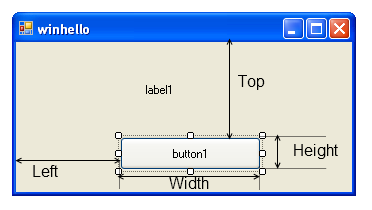 winhello
Top
label1
button1
Height
Left
Width